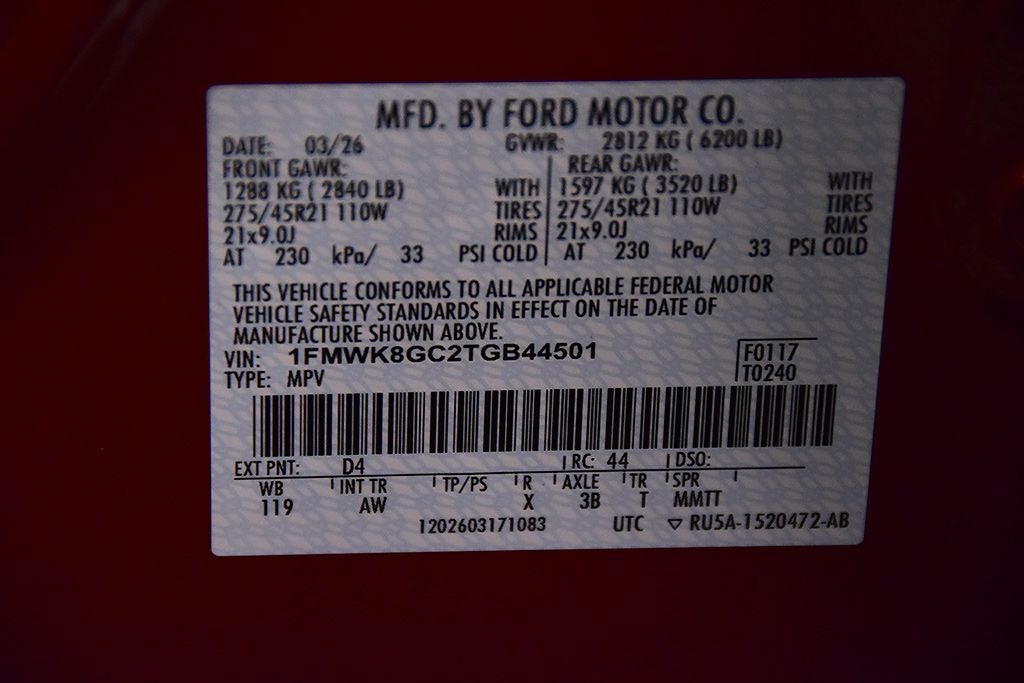 MFD. BY FORD MOTOR CO.
DATE: 03/26 GVWR: 2812 KG ( 6200 LB)
FRONT GAWR: REAR GAWR:
1288 KG ( 2840 LB) WITH 1597 KG ( 3520 LB) WITH
275/45R21 110W TIRES 275/45R21 110W TIRES
21x9.0J RIMS 21x9.0J RIMS
AT 230 kPa/ 33 PSI COLD AT 230 kPa/ 33 PSI COLD
THIS VEHICLE CONFORMS TO ALL APPLICABLE FEDERAL MOTOR
VEHICLE SAFETY STANDARDS IN EFFECT ON THE DATE OF
MANUFACTURE SHOWN ABOVE.
VIN: 1FMWK8GC2TGB44501 F0117
TYPE: MPV T0240
EXT PNT: D4 RC: 44 DSO:
WB INT TR TP/PS R AXLE TR SPR
119 AW X 3B T MMTT
1202603171083 UTC ▽ RU5A-1520472-AB